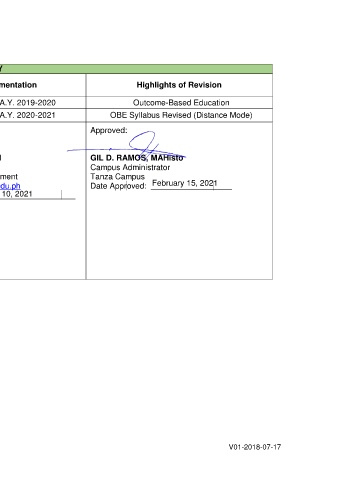 Y
mentation Highlights of Revision
A.Y. 2019-2020 Outcome-Based Education
A.Y. 2020-2021 OBE Syllabus Revised (Distance Mode)
Approved:
GIL D. RAMOS, MAHisto
Campus Administrator
ment Tanza Campus
du.ph Date Approved: February 15, 2021
10, 2021
V01-2018-07-17